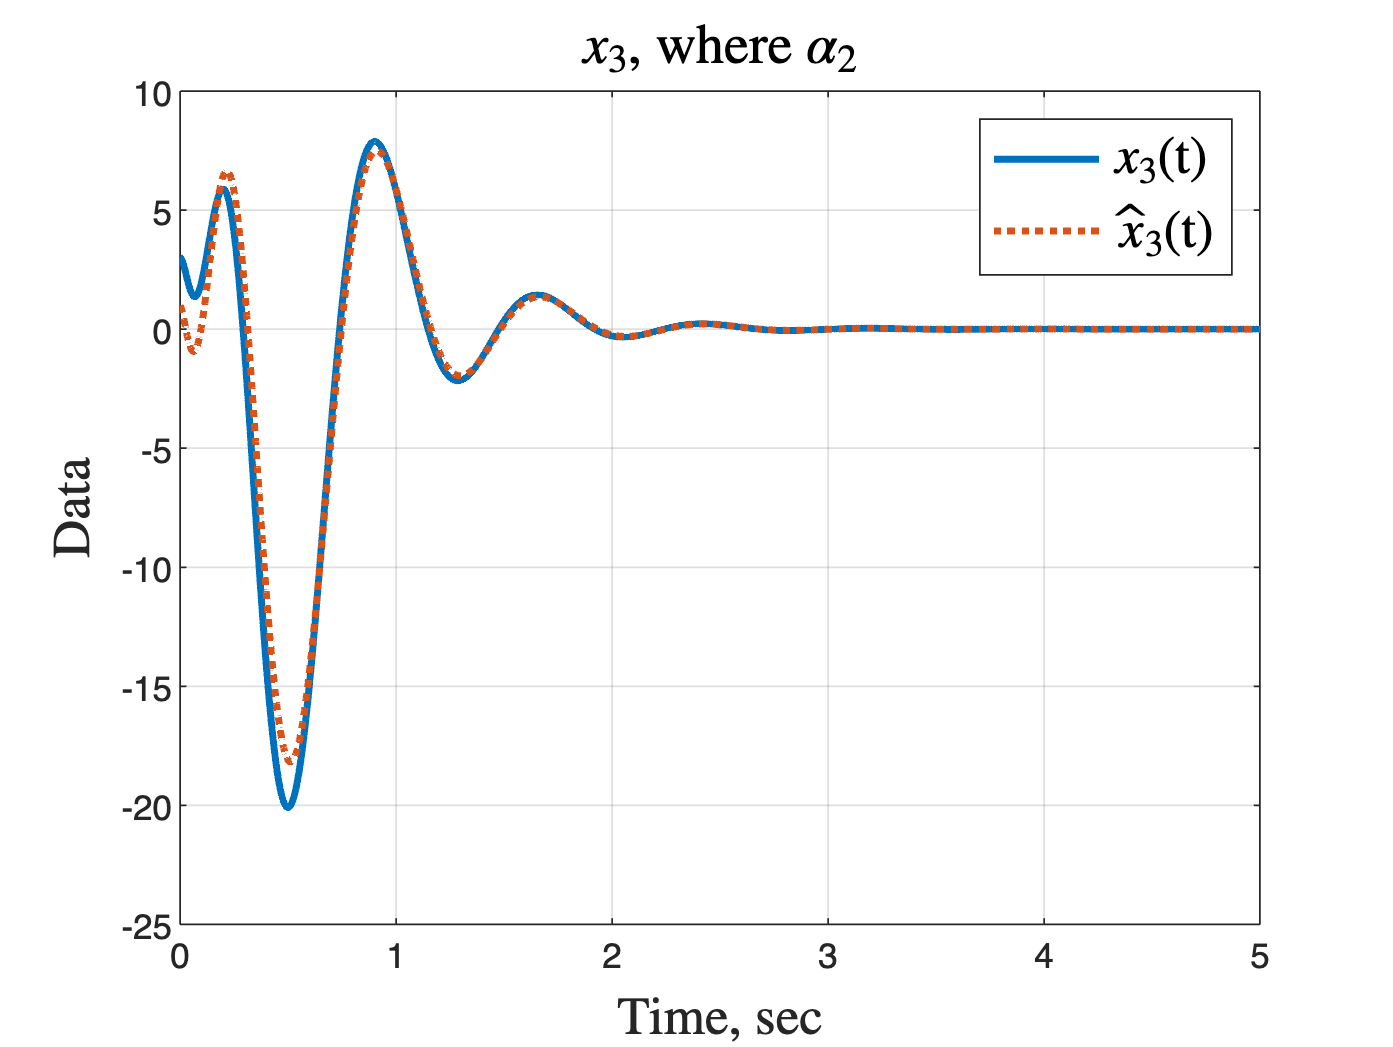 x₃, where α₂
10
5
0
-5
-10
-15
-20
-25
0 1 2 3 4 5
Data
Time, sec
x₃(t)
x̂₃(t)